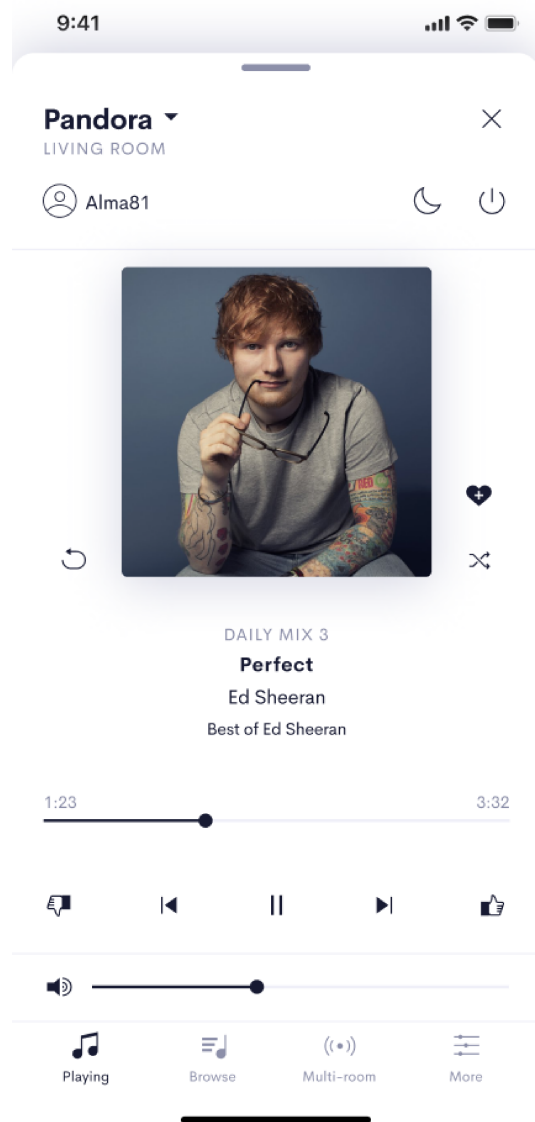 9:41
Pandora
LIVING ROOM
Alma81
RED
DAILY MIX 3
Perfect
Ed Sheeran
Best of Ed Sheeran
1:23 3:32
Playing Browse Multi-room More